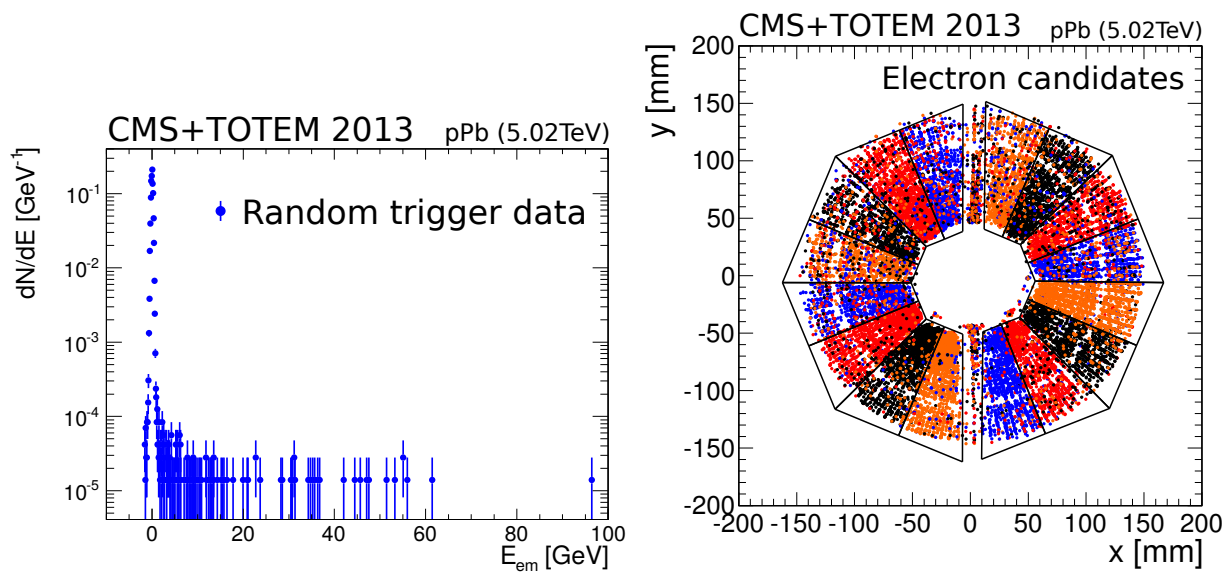 CMS+TOTEM 2013 pPb (5.02TeV)
dN/dE [GeV⁻¹]
Random trigger data
10⁻¹
10⁻²
10⁻³
10⁻⁴
10⁻⁵
0 20 40 60 80 100
E_em [GeV]
CMS+TOTEM 2013 pPb (5.02TeV)
y [mm]
Electron candidates
200
150
100
50
0
-50
-100
-150
-200
-200 -150 -100 -50 0 50 100 150 200
x [mm]